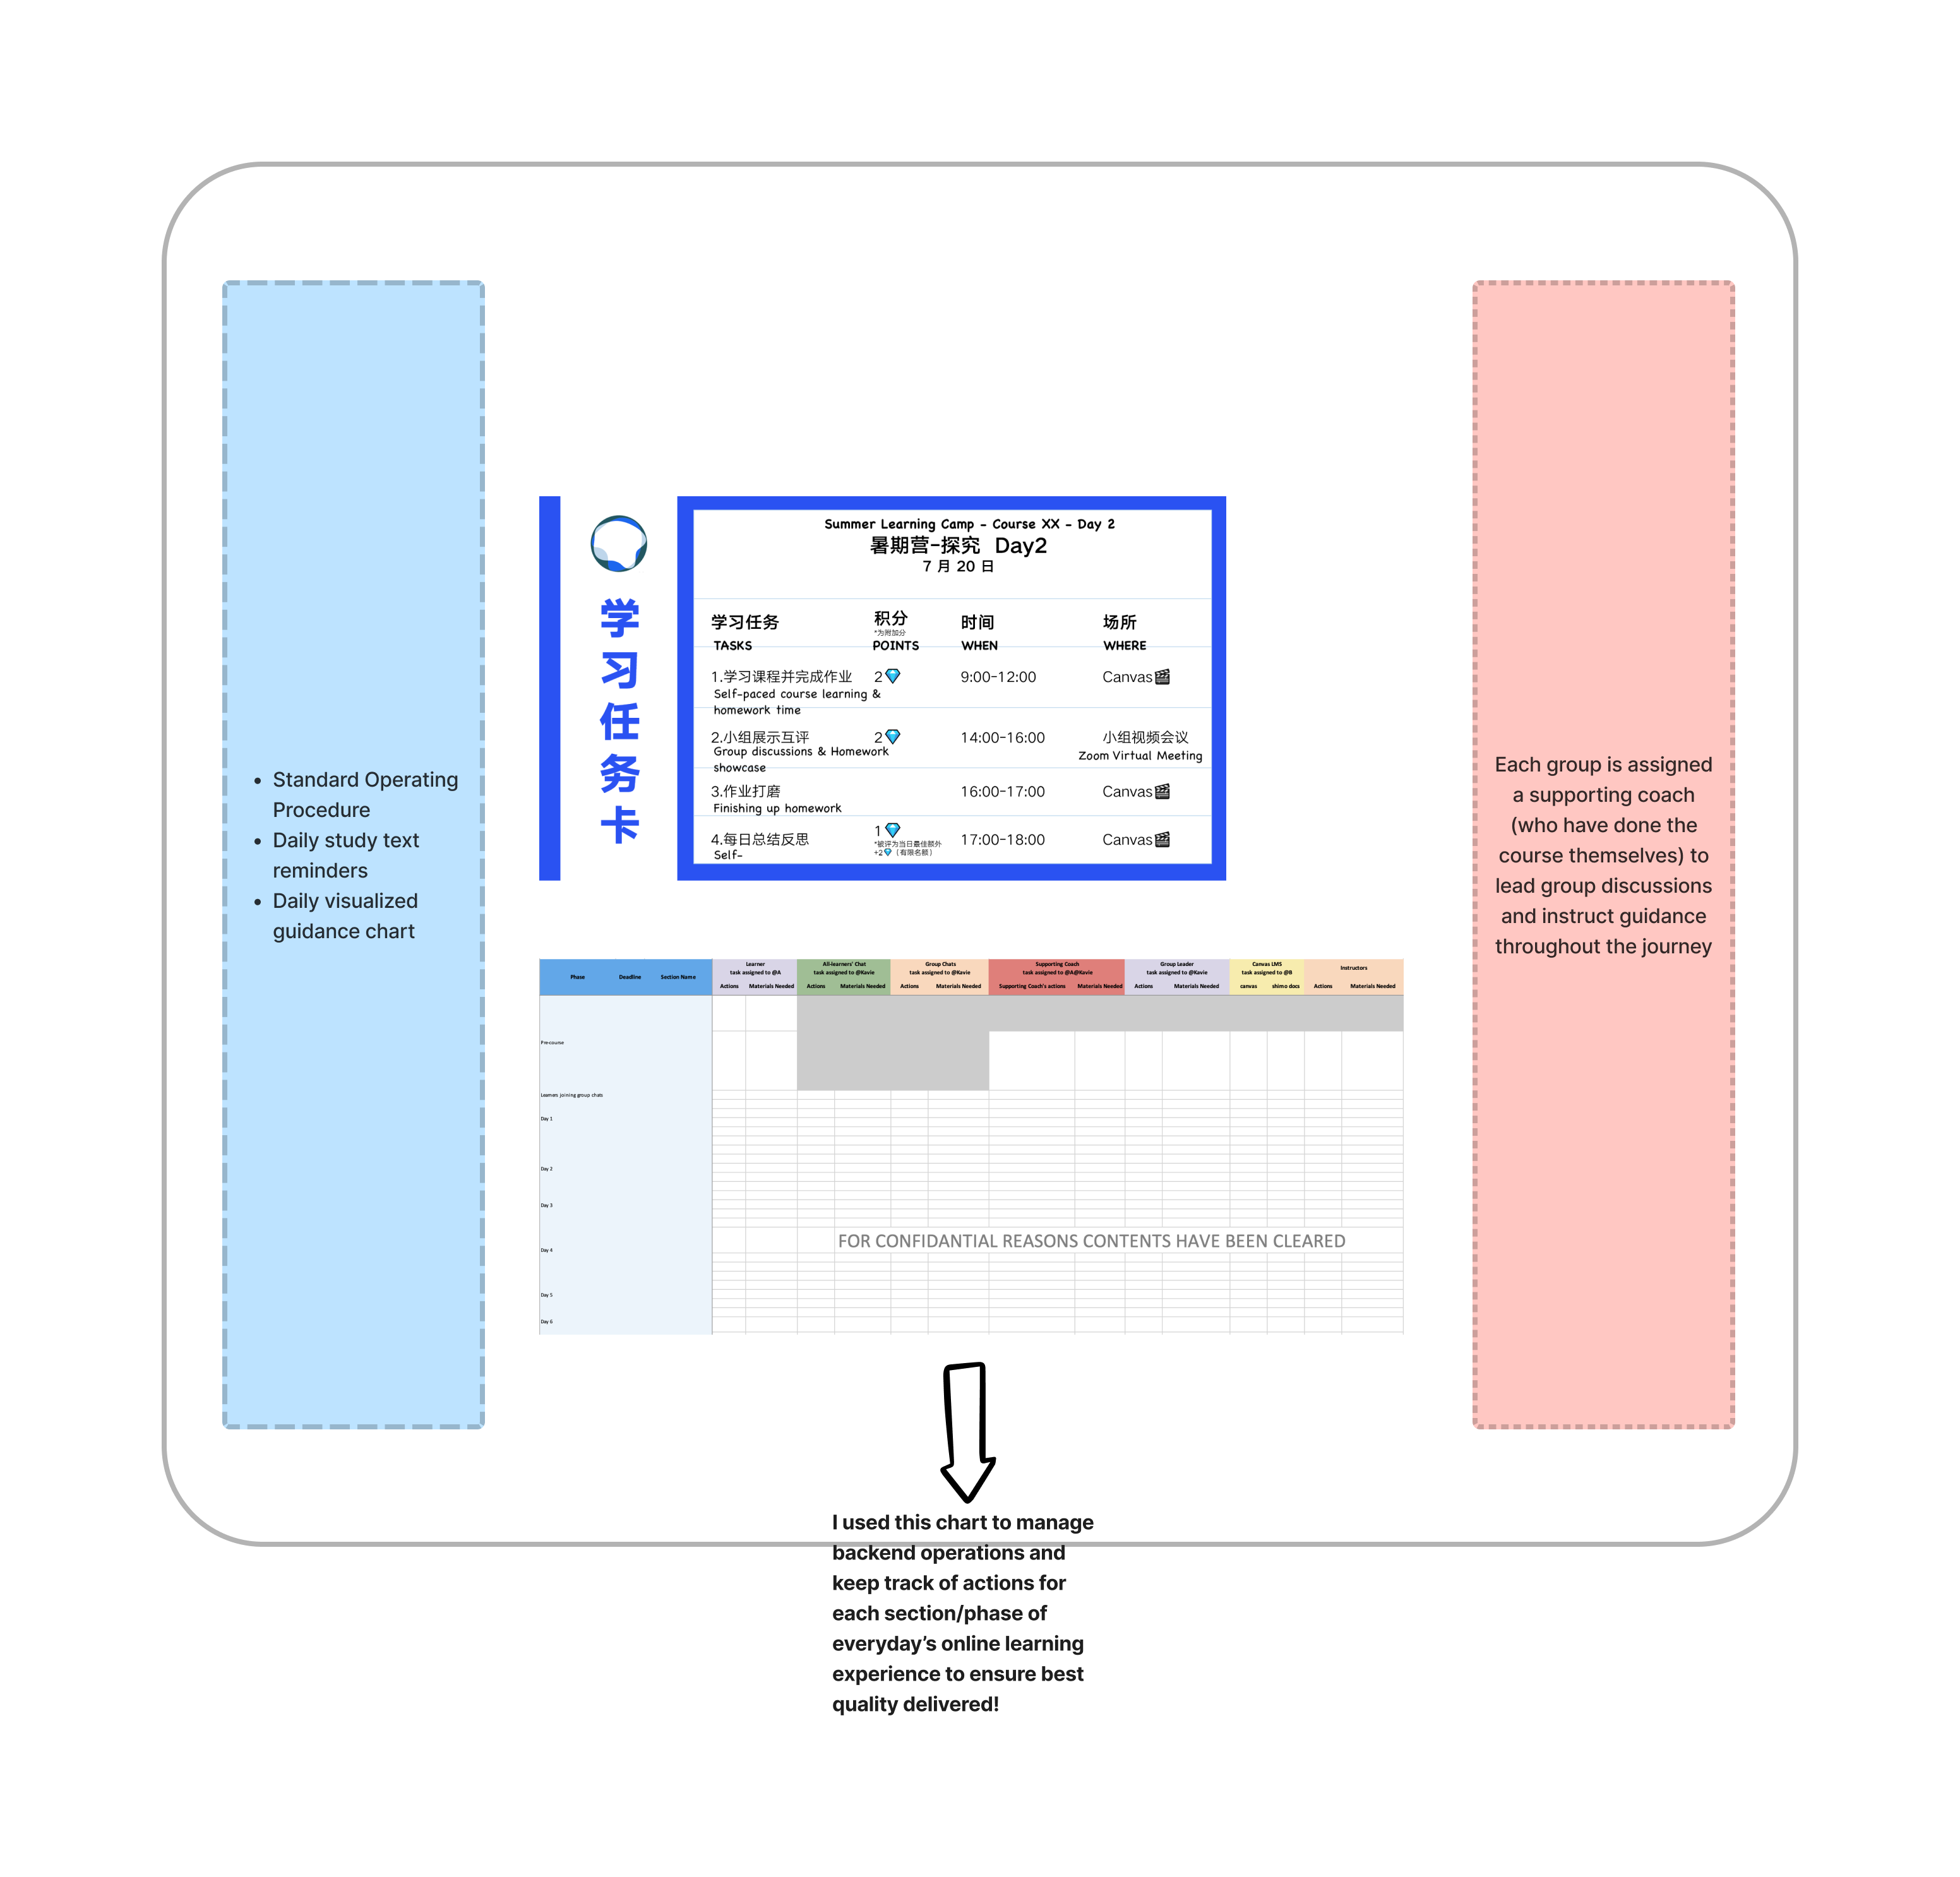 Standard Operating
Procedure
Daily study text
reminders
Daily visualized
guidance chart
学
习
任
务
卡
Summer Learning Camp - Course XX - Day 2
暑期营-探究 Day2
7 月 20 日
学习任务 积分 时间 场所
*为附加分
TASKS POINTS WHEN WHERE
1.学习课程并完成作业 2💎 9:00-12:00 Canvas🎬
Self-paced course learning &
homework time
2.小组展示互评 2💎 14:00-16:00 小组视频会议
Group discussions & Homework Zoom Virtual Meeting
showcase
3.作业打磨 16:00-17:00 Canvas🎬
Finishing up homework
4.每日总结反思 1💎 17:00-18:00 Canvas🎬
*被评为当日最佳额外
+2💎（有限名额）
Self-
Each group is assigned
a supporting coach
(who have done the
course themselves) to
lead group discussions
and instruct guidance
throughout the journey
Phase Deadline Section Name
Learner
task assigned to @A
Actions Materials Needed
All-learners' Chat
task assigned to @Kavie
Actions Materials Needed
Group Chats
task assigned to @Kavie
Actions Materials Needed
Supporting Coach
task assigned to @A@Kavie
Supporting Coach's actions Materials Needed
Group Leader
task assigned to @Kavie
Actions Materials Needed
Canvas LMS
task assigned to @B
canvas shimo docs
Instructors
Actions Materials Needed
Pre-course
Learners joining group chats
Day 1
Day 2
Day 3
Day 4
FOR CONFIDANTIAL REASONS CONTENTS HAVE BEEN CLEARED
Day 5
Day 6
I used this chart to manage
backend operations and
keep track of actions for
each section/phase of
everyday's online learning
experience to ensure best
quality delivered!